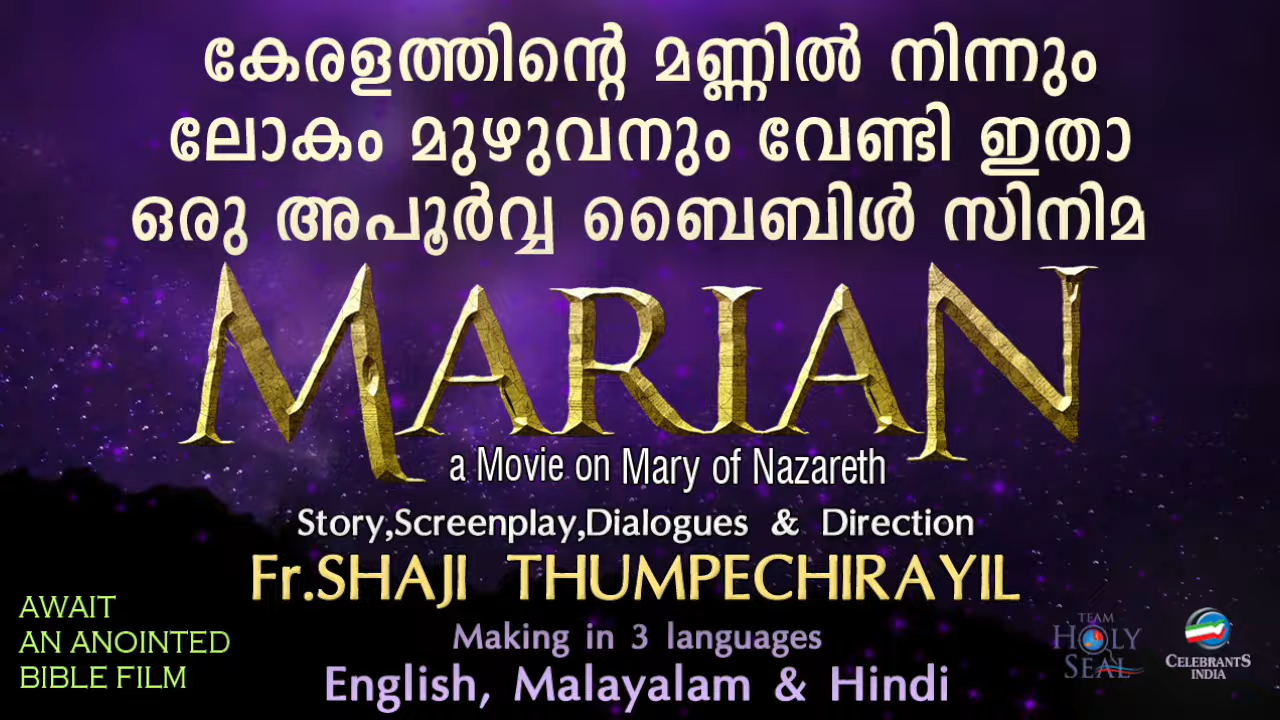 കേരളത്തിന്റെ മണ്ണിൽ നിന്നും
ലോകം മുഴുവനും വേണ്ടി ഇതാ
ഒരു അപൂർവ്വ ബൈബിൾ സിനിമ
MARIAN
a Movie on Mary of Nazareth
Story,Screenplay,Dialogues & Direction
Fr.SHAJI THUMPECHIRAYIL
AWAIT
AN ANOINTED
BIBLE FILM
Making in 3 languages
English, Malayalam & Hindi
TEAM
HOLY
SEAL
CELEBRANTS
INDIA